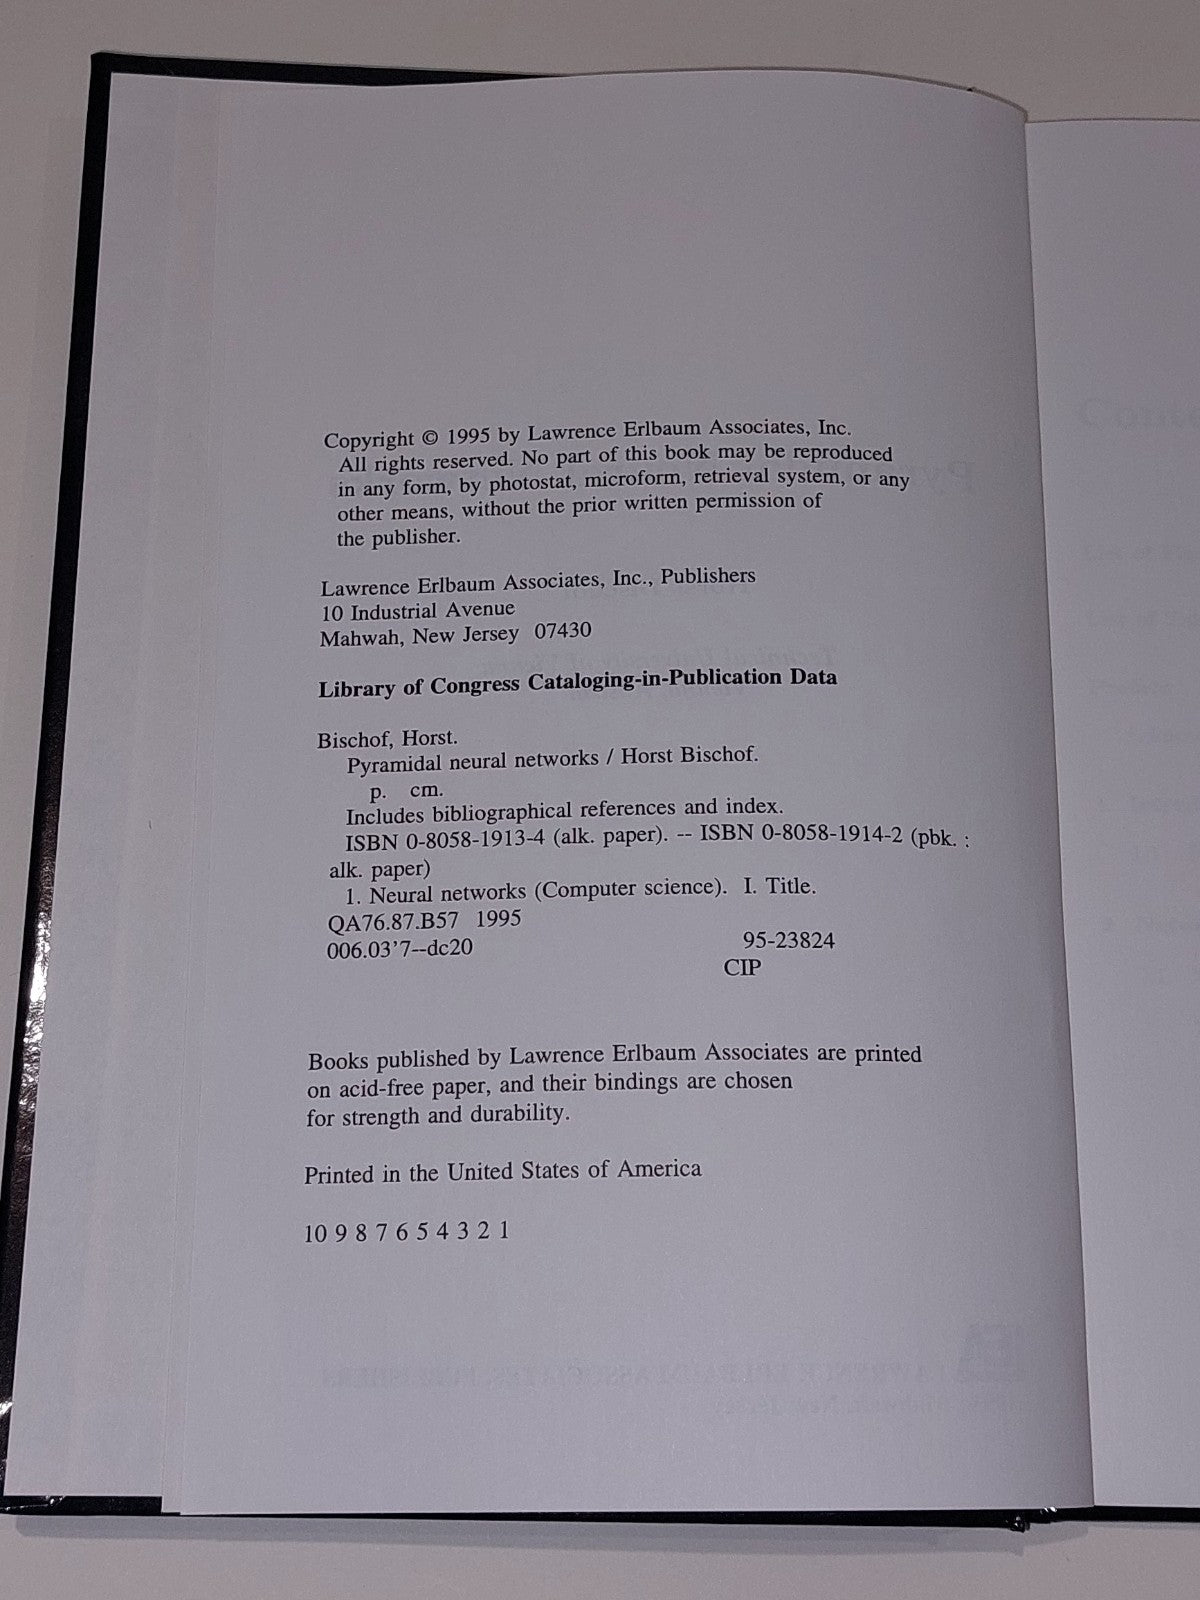 Copyright © 1995 by Lawrence Erlbaum Associates, Inc.
All rights reserved. No part of this book may be reproduced
in any form, by photostat, microform, retrieval system, or any
other means, without the prior written permission of
the publisher.
Lawrence Erlbaum Associates, Inc., Publishers
10 Industrial Avenue
Mahwah, New Jersey 07430
Library of Congress Cataloging-in-Publication Data
Bischof, Horst.
Pyramidal neural networks / Horst Bischof.
p. cm.
Includes bibliographical references and index.
ISBN 0-8058-1913-4 (alk. paper). -- ISBN 0-8058-1914-2 (pbk. :
alk. paper)
1. Neural networks (Computer science). I. Title.
QA76.87.B57 1995
006.03'7--dc20 95-23824
CIP
Books published by Lawrence Erlbaum Associates are printed
on acid-free paper, and their bindings are chosen
for strength and durability.
Printed in the United States of America
10 9 8 7 6 5 4 3 2 1